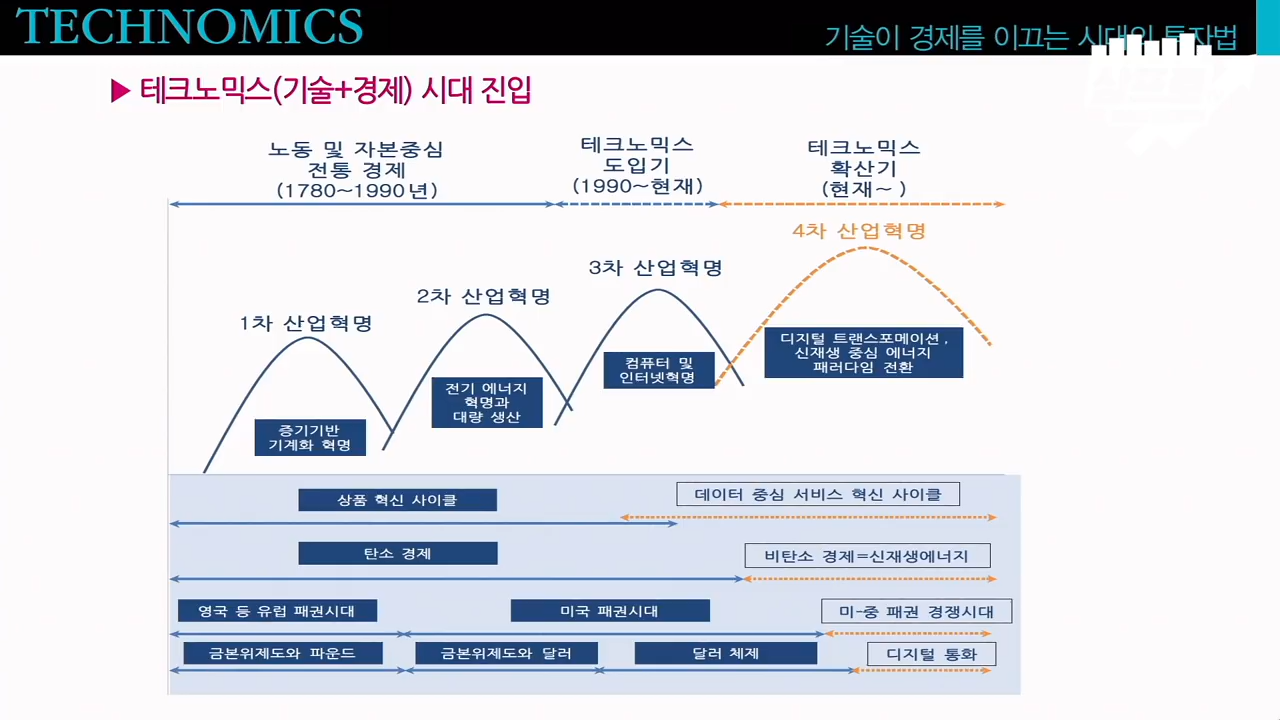 TECHNOMICS
기술이 경제를 이끄는 시대의 투자법
▶ 테크노믹스(기술+경제) 시대 진입
노동 및 자본중심
전통 경제
(1780~1990년)
테크노믹스
도입기
(1990~현재)
테크노믹스
확산기
(현재~ )
1차 산업혁명
2차 산업혁명
3차 산업혁명
4차 산업혁명
증기기반
기계화 혁명
전기 에너지
혁명과
대량 생산
컴퓨터 및
인터넷혁명
디지털 트랜스포메이션,
신재생 중심 에너지
패러다임 전환
상품 혁신 사이클
데이터 중심 서비스 혁신 사이클
탄소 경제
비탄소 경제=신재생에너지
영국 등 유럽 패권시대
미국 패권시대
미-중 패권 경쟁시대
금본위제도와 파운드
금본위제도와 달러
달러 체제
디지털 통화